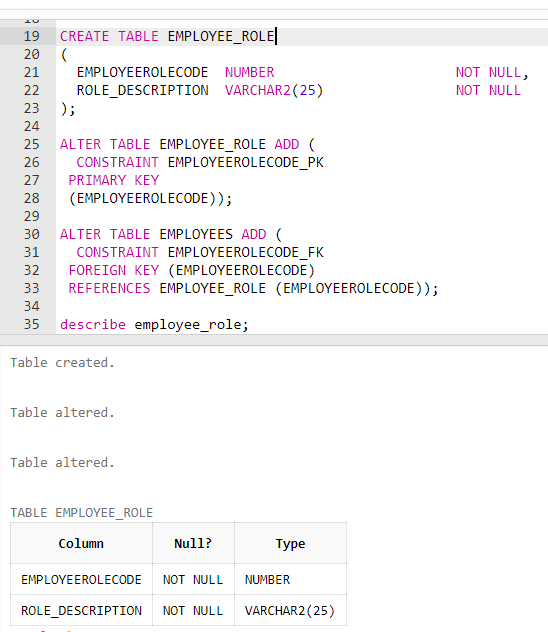 19 CREATE TABLE EMPLOYEE_ROLE
20 (
21 EMPLOYEEROLECODE NUMBER NOT NULL,
22 ROLE_DESCRIPTION VARCHAR2(25) NOT NULL
23 );
24
25 ALTER TABLE EMPLOYEE_ROLE ADD (
26 CONSTRAINT EMPLOYEEROLECODE_PK
27 PRIMARY KEY
28 (EMPLOYEEROLECODE));
29
30 ALTER TABLE EMPLOYEES ADD (
31 CONSTRAINT EMPLOYEEROLECODE_FK
32 FOREIGN KEY (EMPLOYEEROLECODE)
33 REFERENCES EMPLOYEE_ROLE (EMPLOYEEROLECODE));
34
35 describe employee_role;
Table created.
Table altered.
Table altered.
TABLE EMPLOYEE_ROLE
Column Null? Type
EMPLOYEEROLECODE NOT NULL NUMBER
ROLE_DESCRIPTION NOT NULL VARCHAR2(25)